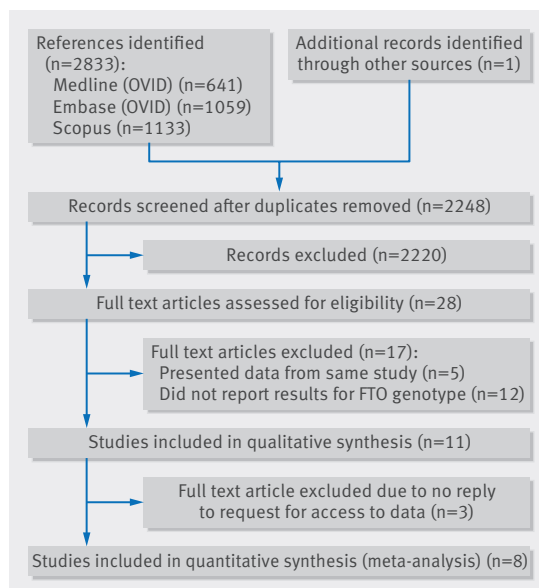 References identified
(n=2833):
Medline (OVID) (n=641)
Embase (OVID) (n=1059)
Scopus (n=1133)
Additional records identified
through other sources (n=1)
Records screened after duplicates removed (n=2248)
Records excluded (n=2220)
Full text articles assessed for eligibility (n=28)
Full text articles excluded (n=17):
Presented data from same study (n=5)
Did not report results for FTO genotype (n=12)
Studies included in qualitative synthesis (n=11)
Full text article excluded due to no reply
to request for access to data (n=3)
Studies included in quantitative synthesis (meta-analysis) (n=8)